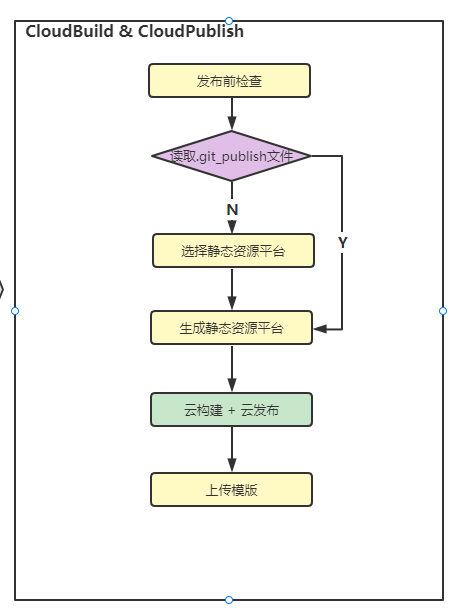 CloudBuild & CloudPublish
发布前检查
读取.git_publish文件
N
Y
选择静态资源平台
生成静态资源平台
云构建 + 云发布
上传模版